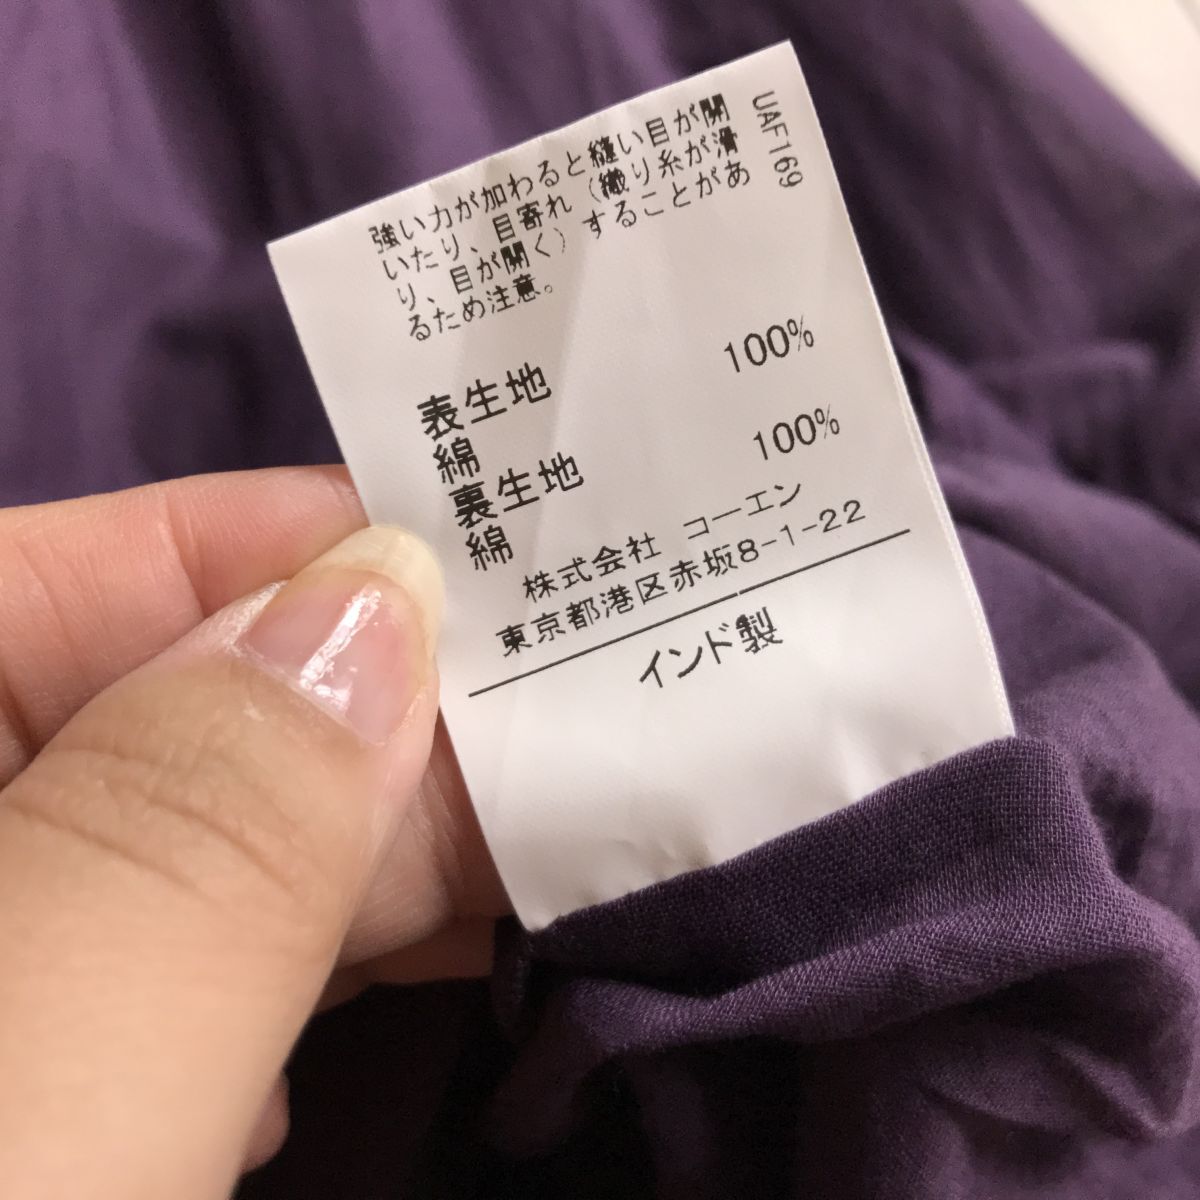 UAF169
強い力が加わると縫い目が開
いたり、目寄れ（織り糸が滑
り、目が開く）することがあ
るため注意。
表生地
綿 100%
裏生地
綿 100%
株式会社 コーエン
東京都港区赤坂8-1-22
インド製